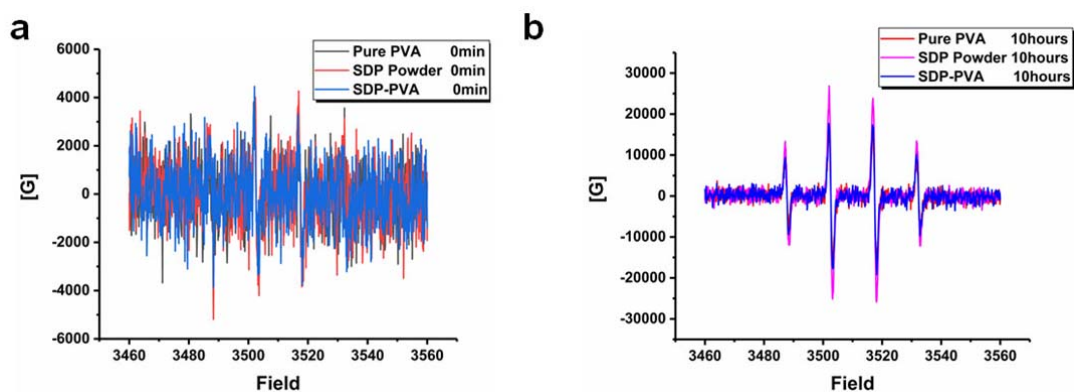 a
Pure PVA 0min
SDP Powder 0min
SDP-PVA 0min
6000
4000
2000
0
-2000
-4000
-6000
[G]
3460 3480 3500 3520 3540 3560
Field
b
Pure PVA 10hours
SDP Powder 10hours
SDP-PVA 10hours
30000
20000
10000
0
-10000
-20000
-30000
[G]
3460 3480 3500 3520 3540 3560
Field